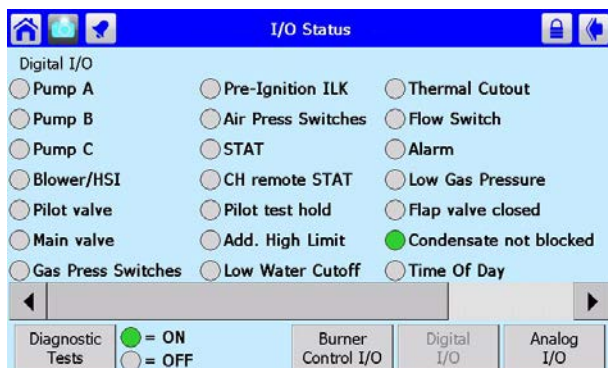 I/O Status
Digital I/O
Pump A Pre-Ignition ILK Thermal Cutout
Pump B Air Press Switches Flow Switch
Pump C STAT Alarm
Blower/HSI CH remote STAT Low Gas Pressure
Pilot valve Pilot test hold Flap valve closed
Main valve Add. High Limit Condensate not blocked
Gas Press Switches Low Water Cutoff Time Of Day
Diagnostic Tests
= ON
= OFF
Burner Control I/O
Digital I/O
Analog I/O